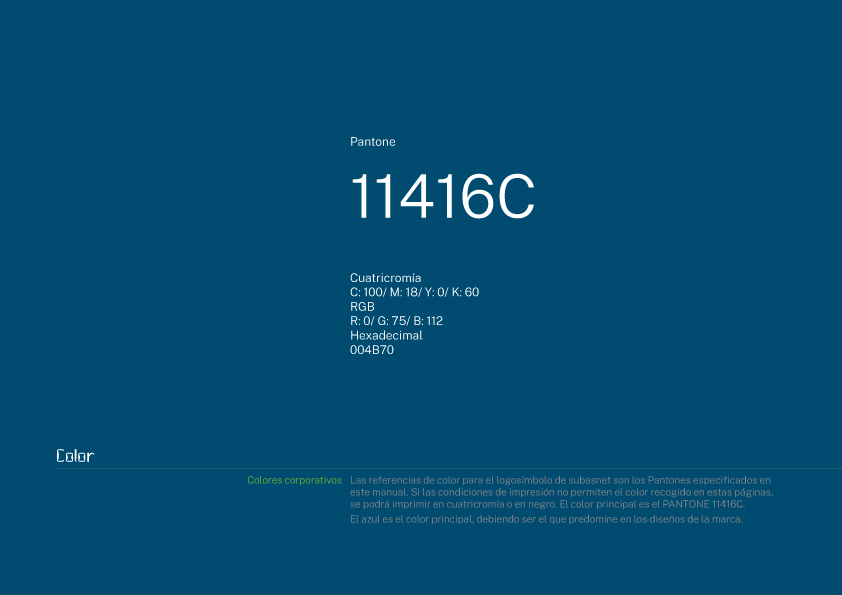 Pantone
11416C
Cuatricromía
C: 100/ M: 18/ Y: 0/ K: 60
RGB
R: 0/ G: 75/ B: 112
Hexadecimal
004B70
Color
Colores corporativos
Las referencias de color para el logosímbolo de subasnet son los Pantones especificados en
este manual. Si las condiciones de impresión no permiten el color recogido en estas páginas,
se podrá imprimir en cuatricromía o en negro. El color principal es el PANTONE 11416C.
El azul es el color principal, debiendo ser el que predomine en los diseños de la marca.